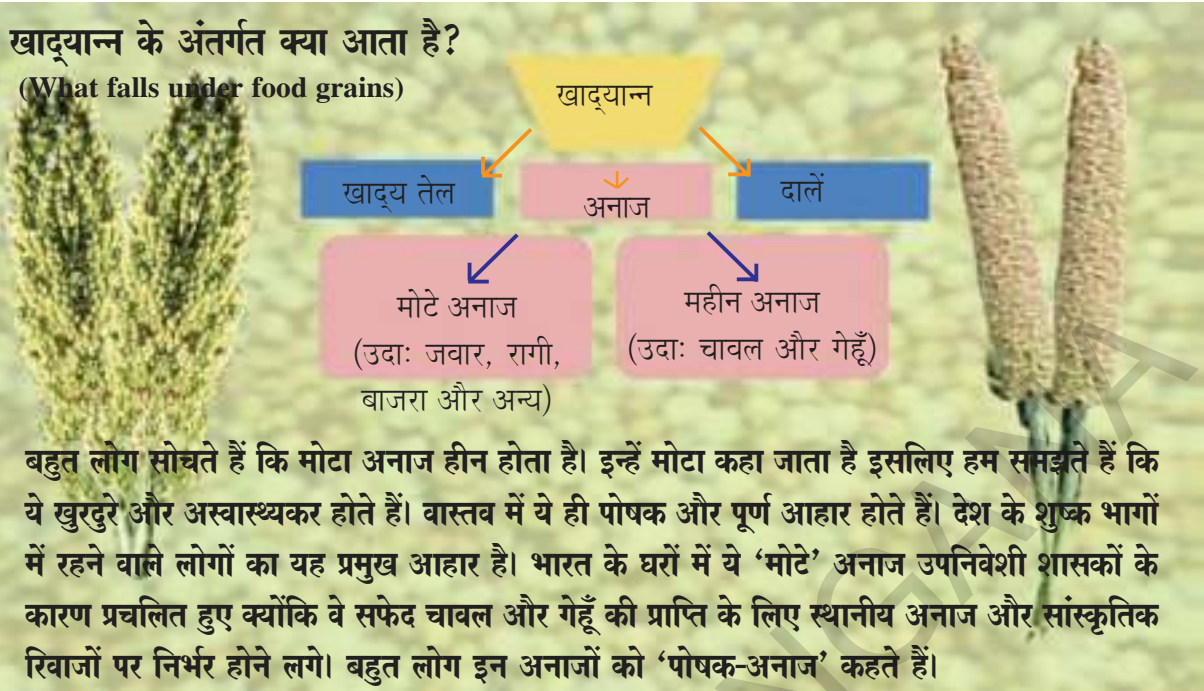 खाद्यान्न के अंतर्गत क्या आता है?
(What falls under food grains)
खाद्यान्न
खाद्य तेल
अनाज
दालें
मोटे अनाज
(उदाः जवार, रागी,
बाजरा और अन्य)
महीन अनाज
(उदाः चावल और गेहूँ)
बहुत लोग सोचते हैं कि मोटा अनाज हीन होता है। इन्हें मोटा कहा जाता है इसलिए हम समझते हैं कि
ये खुरदुरे और अस्वास्थ्यकर होते हैं। वास्तव में ये ही पोषक और पूर्ण आहार होते हैं। देश के शुष्क भागों
में रहने वाले लोगों का यह प्रमुख आहार है। भारत के घरों में ये ‘मोटे’ अनाज उपनिवेशी शासकों के
कारण प्रचलित हुए क्योंकि वे सफेद चावल और गेहूँ की प्राप्ति के लिए स्थानीय अनाज और सांस्कृतिक
रिवाजों पर निर्भर होने लगे। बहुत लोग इन अनाजों को ‘पोषक-अनाज’ कहते हैं।
NGANA